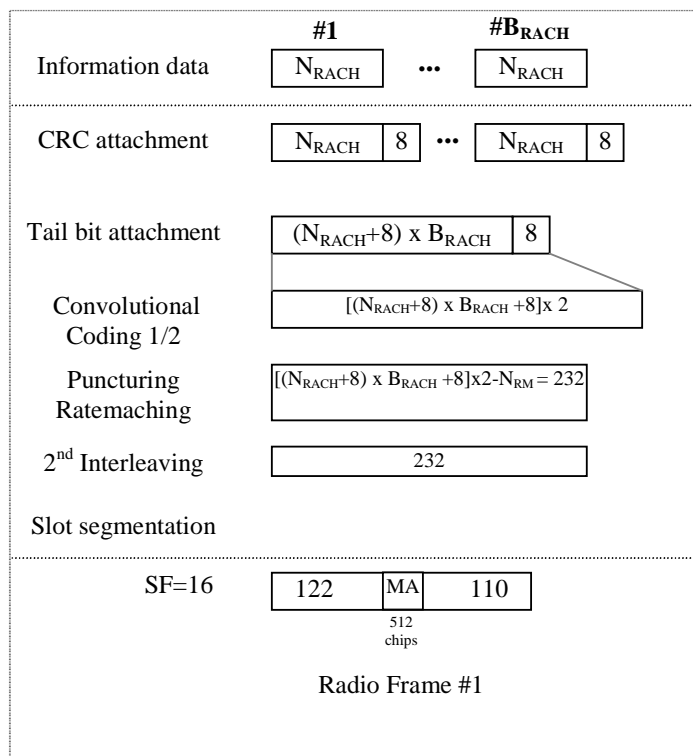 #1 #B_RACH
Information data N_RACH ... N_RACH
CRC attachment N_RACH 8 ... N_RACH 8
Tail bit attachment (N_RACH+8) x B_RACH 8
Convolutional
Coding 1/2
[(N_RACH+8) x B_RACH +8]x 2
Puncturing
Ratemaching
[(N_RACH+8) x B_RACH +8]x2-N_RM = 232
2nd Interleaving 232
Slot segmentation
SF=16 122 MA 110
512
chips
Radio Frame #1